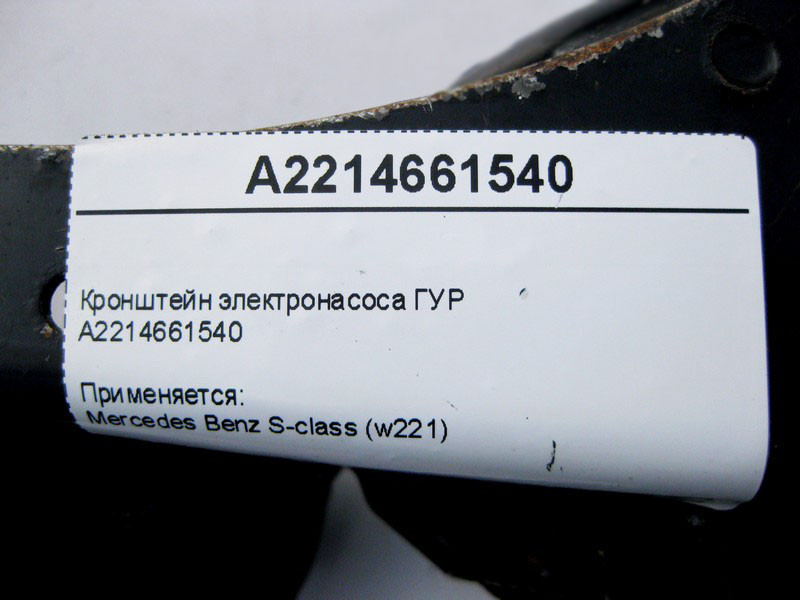 A2214661540
Кронштейн электронасоса ГУР
A2214661540
Применяется:
Mercedes Benz S-class (w221)